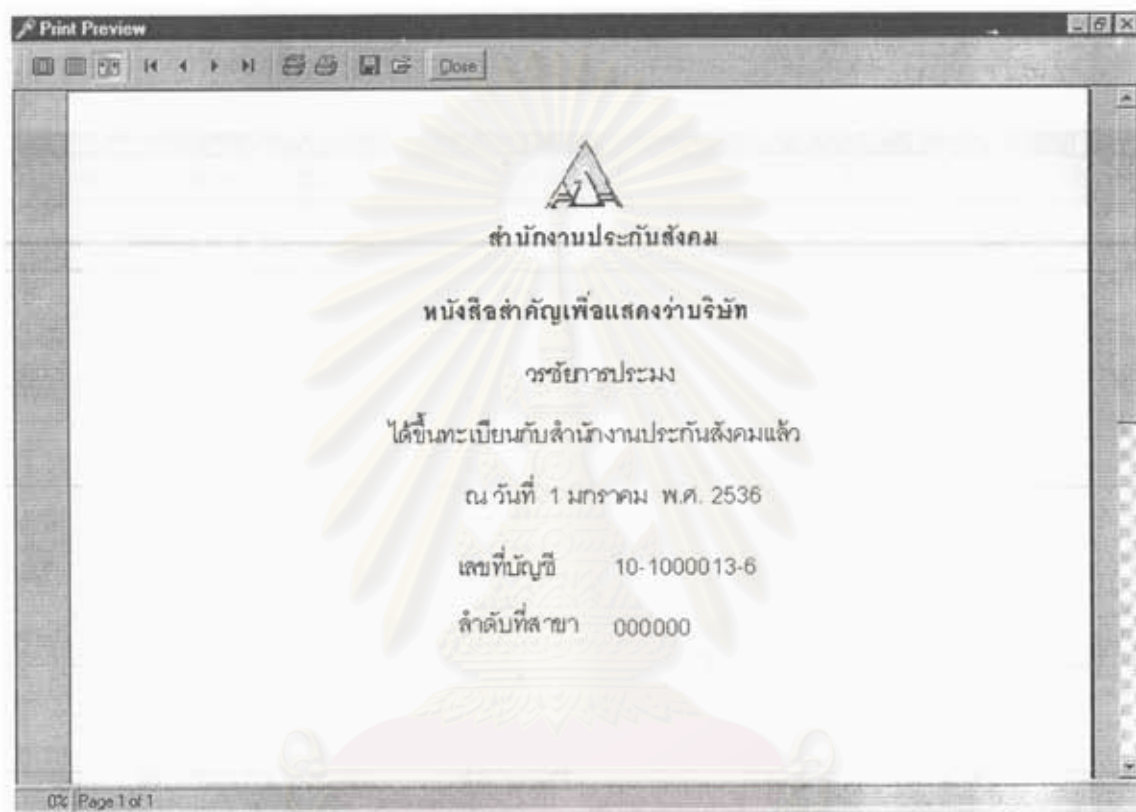 Print Preview
Close
สำนักงานประกันสังคม
หนังสือสำคัญเพื่อแสดงว่าบริษัท
วรชัยการประมง
ได้ขึ้นทะเบียนกับสำนักงานประกันสังคมแล้ว
ณ วันที่ 1 มกราคม พ.ศ. 2536
เลขที่บัญชี 10-1000013-6
ลำดับที่สาขา 000000
0% Page 1 of 1